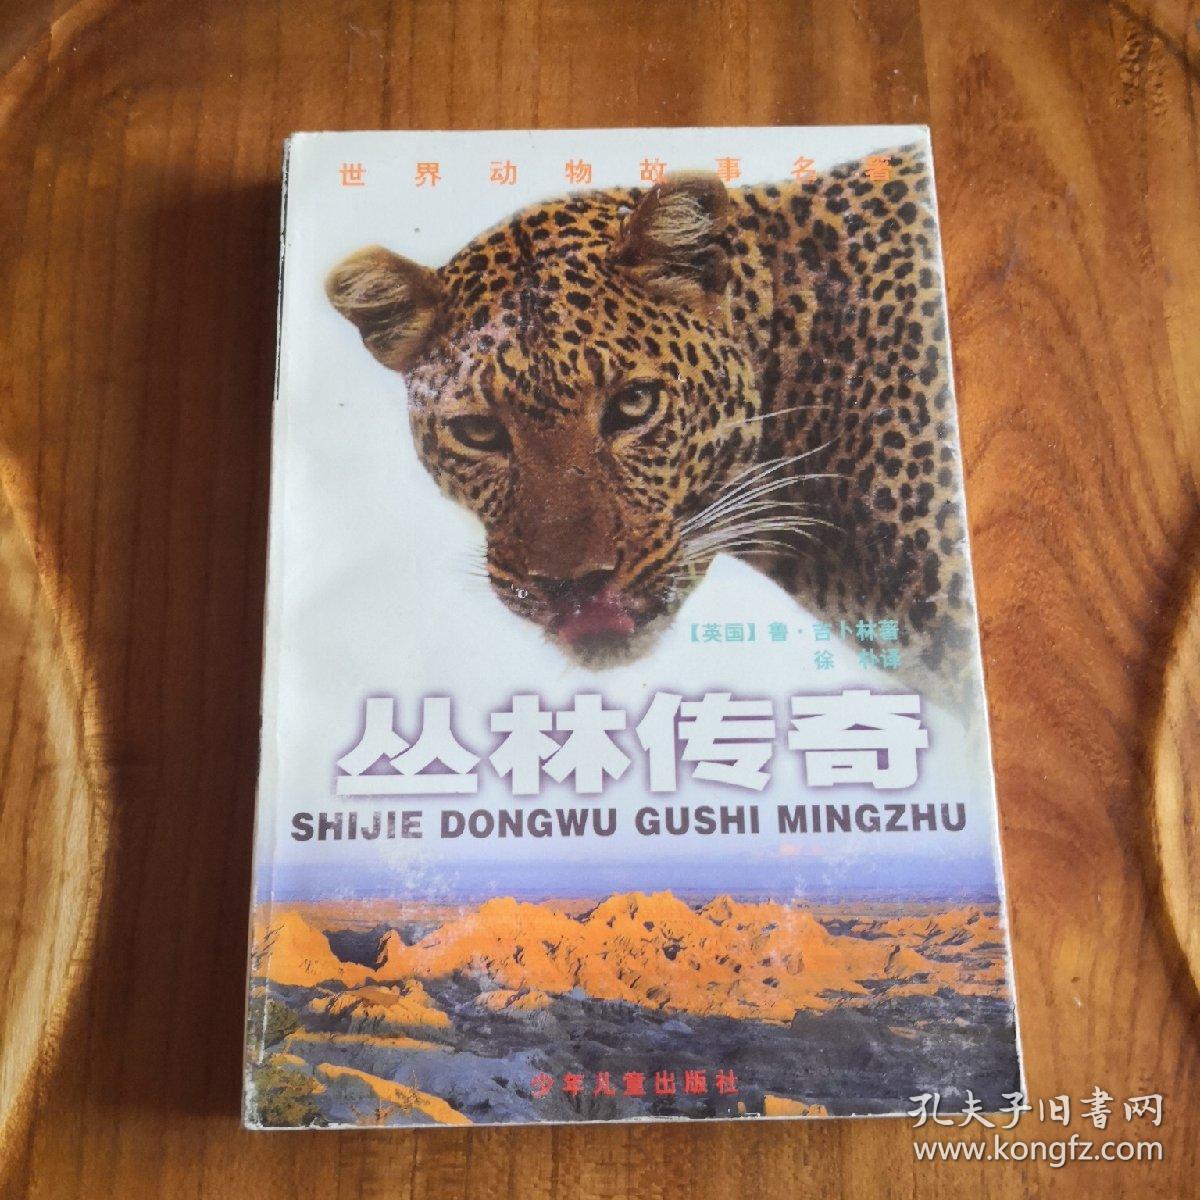 世界动物故事名著
【英国】鲁·吉卜林著
徐 朴译
丛林传奇
SHIJIE DONGWU GUSHI MINGZHU
少年儿童出版社
孔夫子旧書网
www.kongfz.com